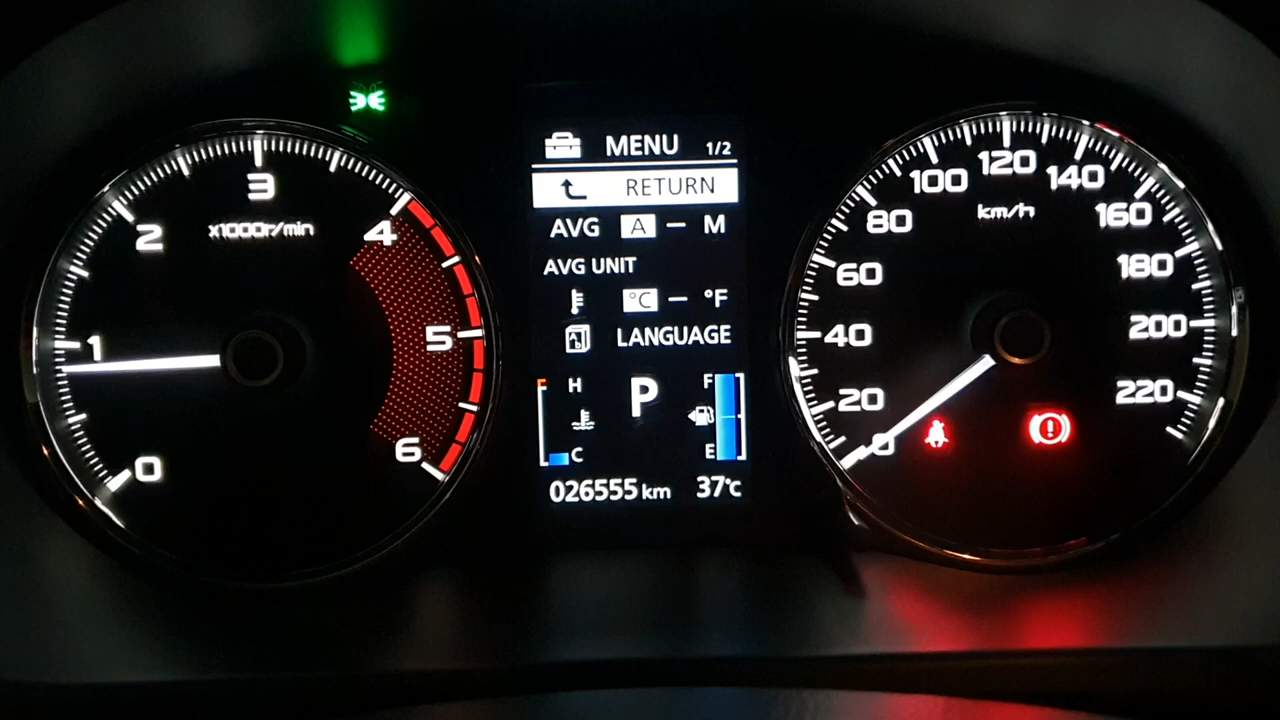 MENU 1/2
RETURN
AVG A — M
AVG UNIT
°C — °F
Ab LANGUAGE
H P F
C E
026555 km 37°C
0
1
2
3
4
5
6
x1000r/min
0
20
40
60
80
100
120
140
160
180
200
220
km/h